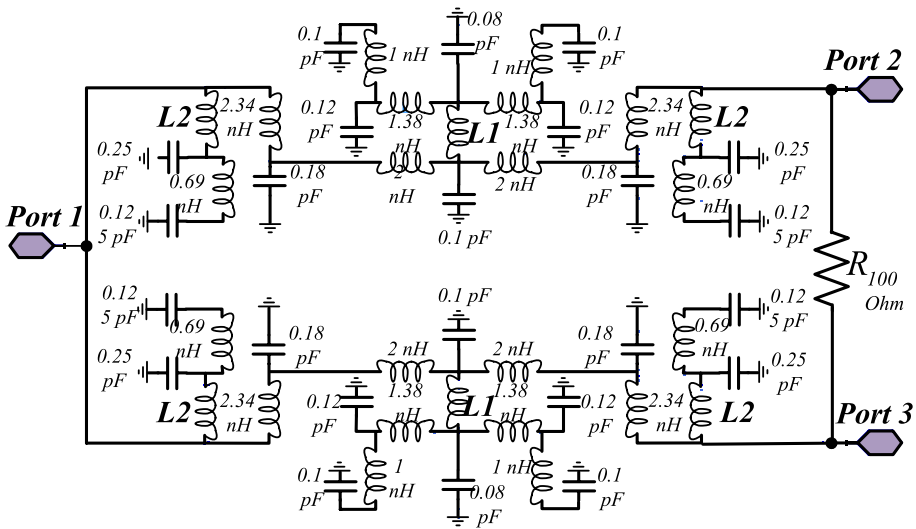 0.1
pF
1 nH
0.08
pF
1 nH
0.1
pF
Port 2
L2
2.34
nH
0.12
pF
1.38
nH
L1
1.38
nH
0.12
pF
2.34
nH
L2
0.25
pF
0.69
nH
0.18
pF
2
nH
2 nH
0.18
pF
0.69
nH
0.25
pF
Port 1
0.12
5 pF
0.1 pF
0.12
5 pF
R
100
Ohm
0.12
5 pF
0.69
nH
0.18
pF
0.1 pF
2 nH
2 nH
0.18
pF
0.69
nH
0.12
5 pF
0.25
pF
L2
2.34
nH
0.12
pF
1.38
nH
L1
1.38
nH
0.12
pF
2.34
nH
L2
0.25
pF
Port 3
0.1
pF
1
nH
0.08
pF
1 nH
0.1
pF